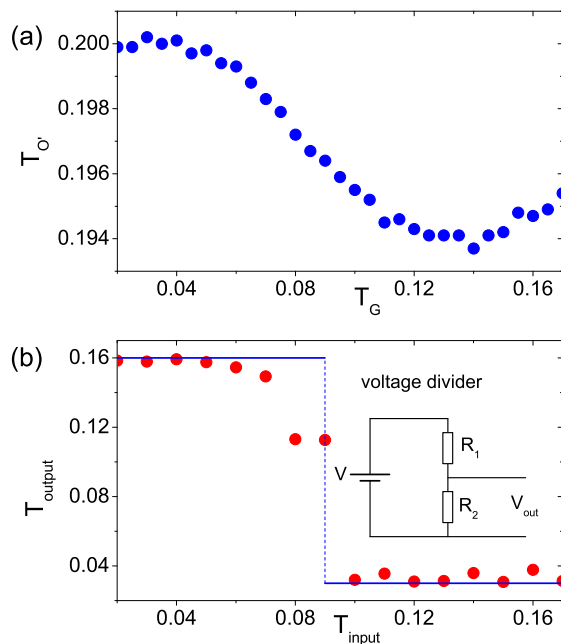 (a)
0.200
0.198
0.196
0.194
T_O'
0.04 0.08 0.12 0.16
T_G
(b)
0.16
0.12
0.08
0.04
T_output
voltage divider
V
R_1
R_2
V_out
0.04 0.08 0.12 0.16
T_input